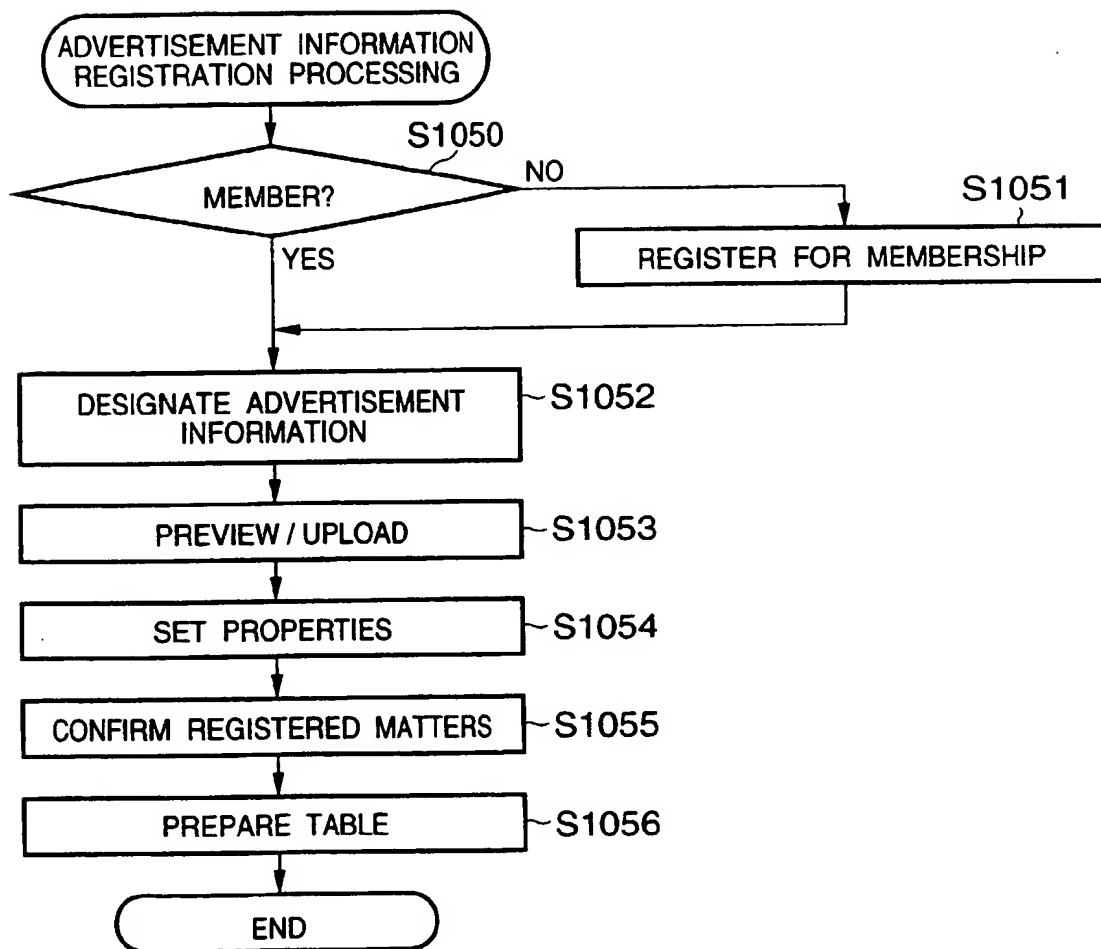 ADVERTISEMENT INFORMATION
REGISTRATION PROCESSING
S1050
MEMBER?
NO
S1051
YES
REGISTER FOR MEMBERSHIP
DESIGNATE ADVERTISEMENT
INFORMATION
S1052
PREVIEW / UPLOAD
S1053
SET PROPERTIES
S1054
CONFIRM REGISTERED MATTERS
S1055
PREPARE TABLE
S1056
END